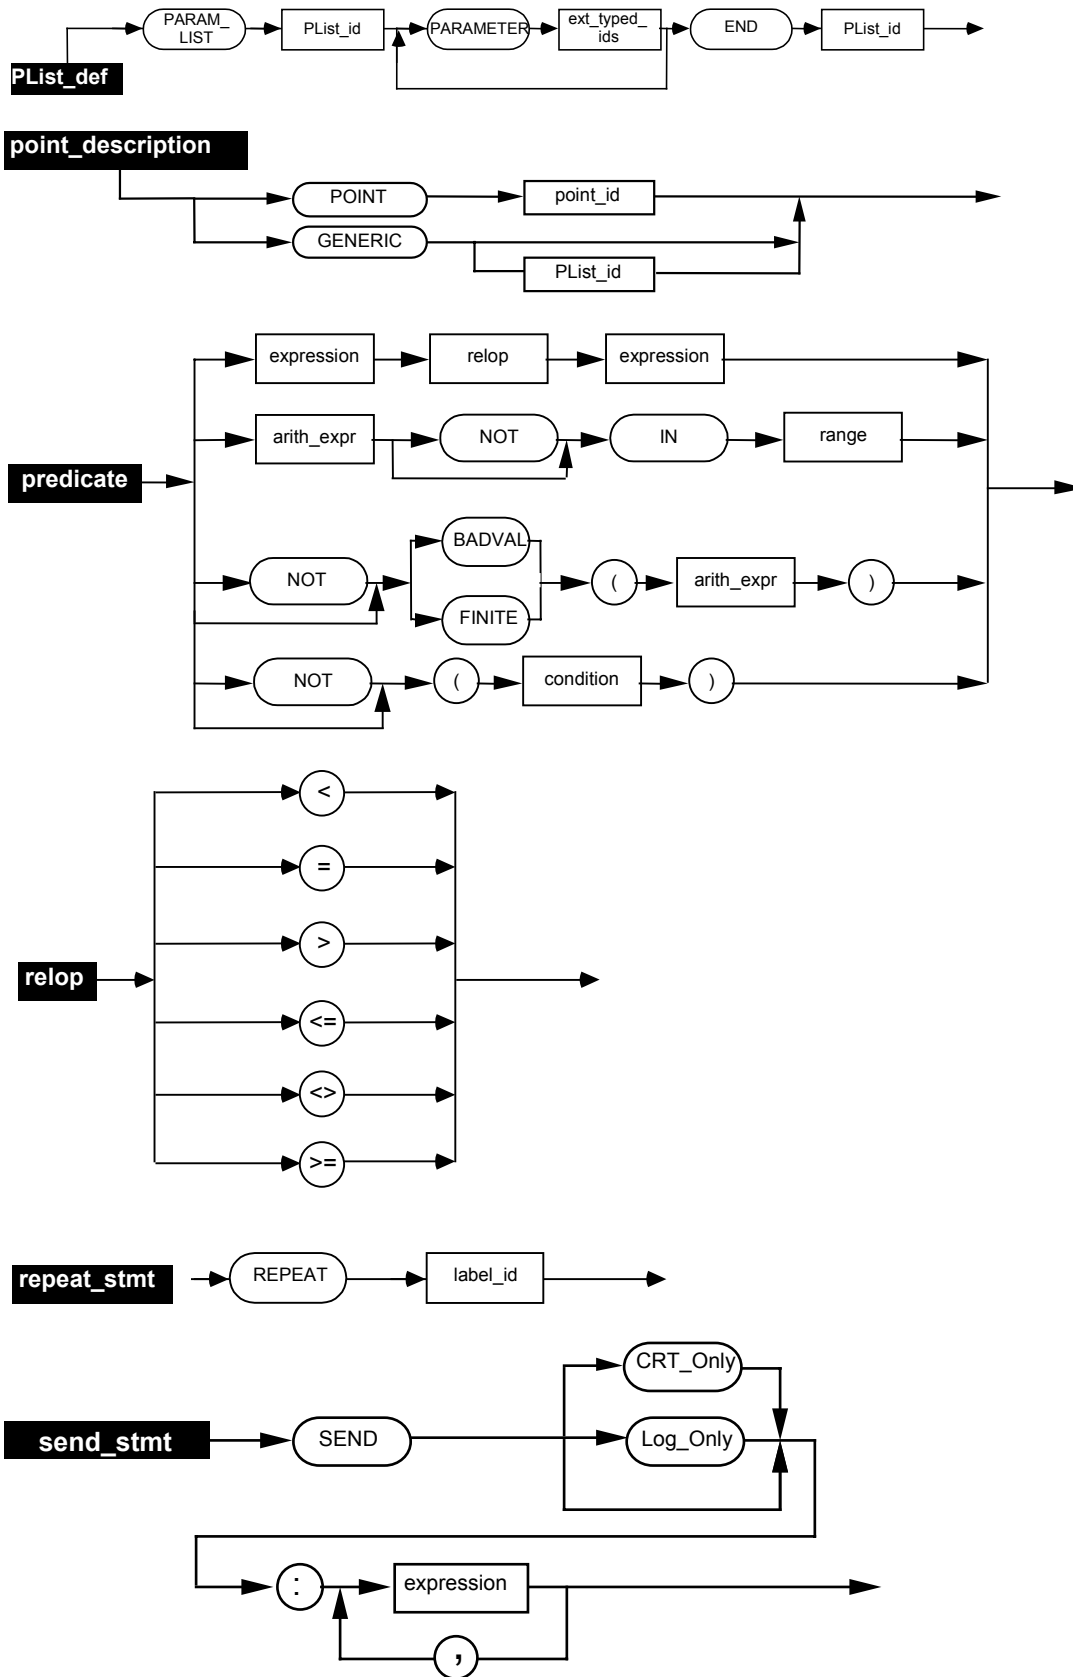 PList_def
PARAM_
LIST
PList_id
PARAMETER
ext_typed_
ids
END
PList_id
point_description
POINT
point_id
GENERIC
PList_id
predicate
expression
relop
expression
arith_expr
NOT
IN
range
NOT
BADVAL
FINITE
(
arith_expr
)
NOT
(
condition
)
relop
<
=
>
<=
<>
>=
repeat_stmt
REPEAT
label_id
send_stmt
SEND
CRT_Only
Log_Only
:
expression
,